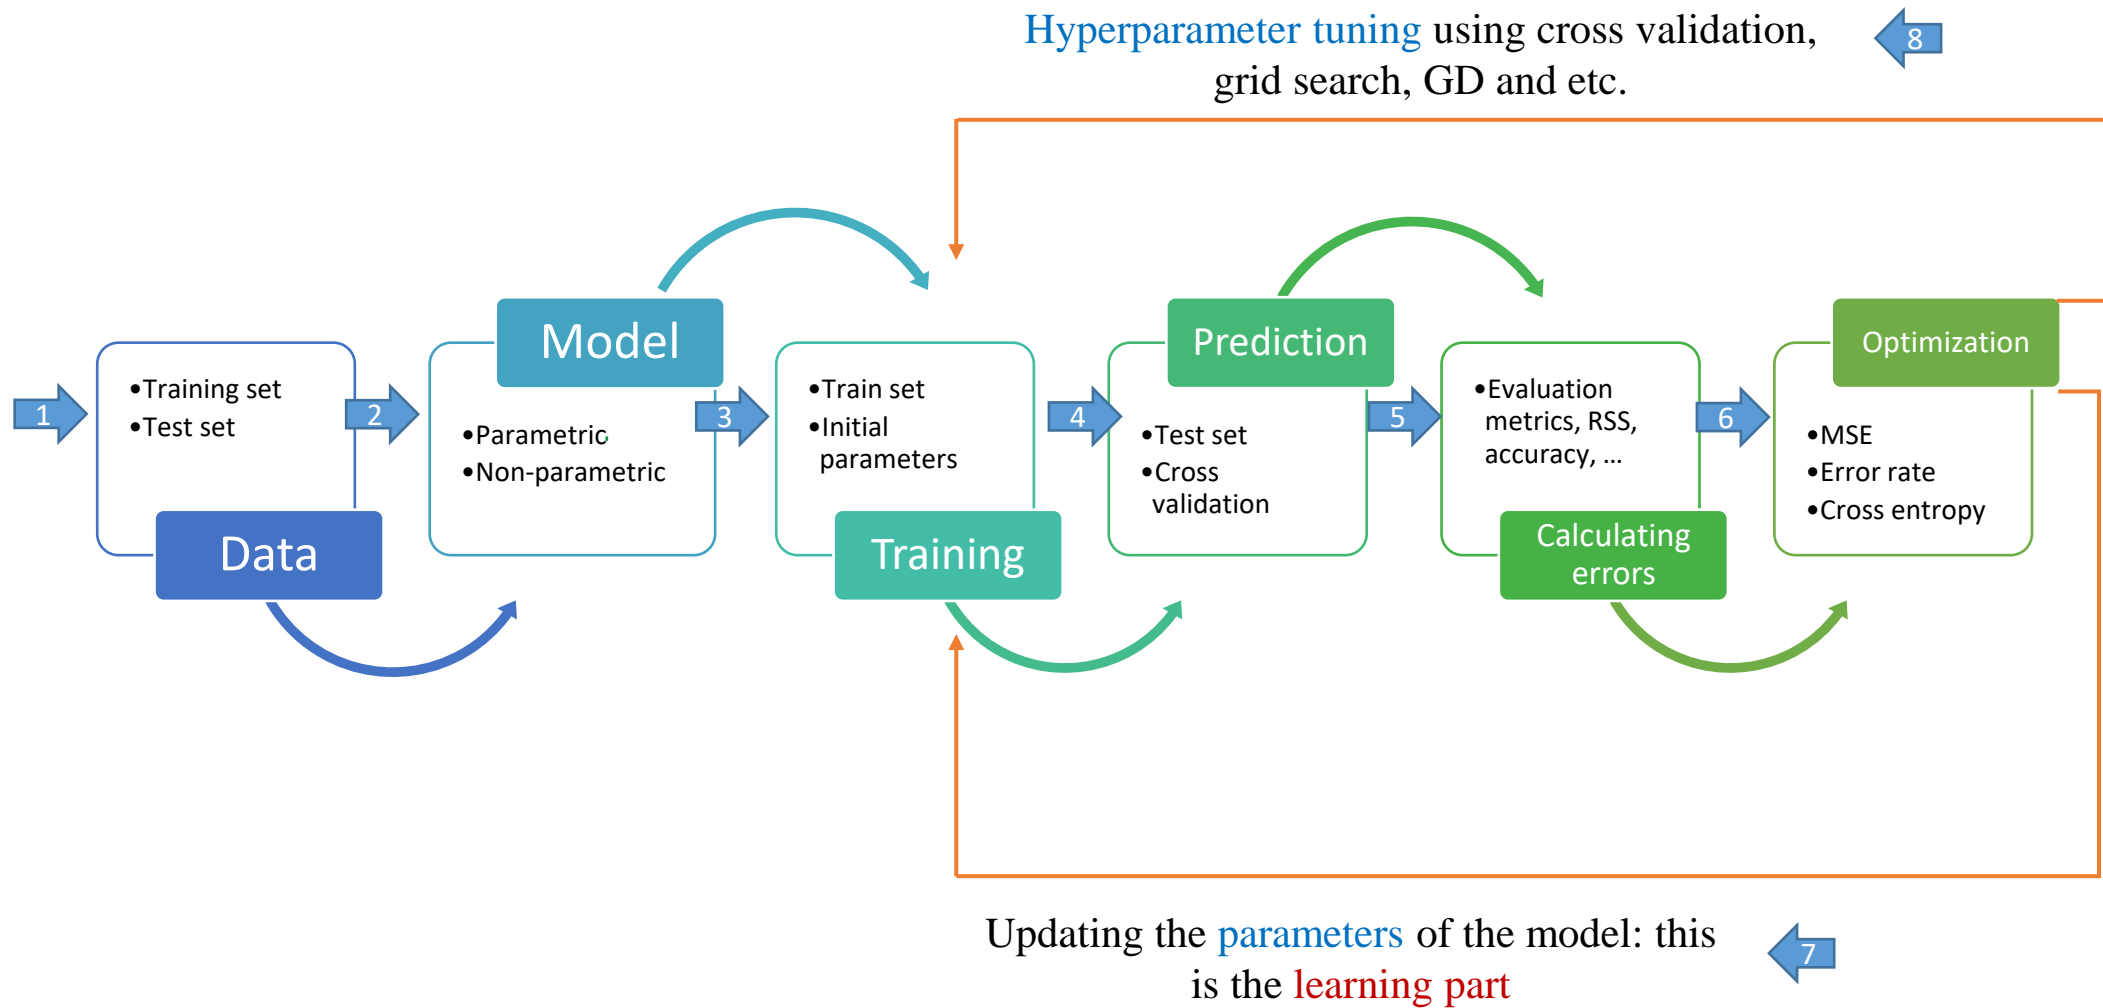 Hyperparameter tuning using cross validation,
grid search, GD and etc.
8
1
•Training set
•Test set
Data
2
Model
•Parametric
•Non-parametric
3
•Train set
•Initial
parameters
Training
4
Prediction
•Test set
•Cross
validation
5
•Evaluation
metrics, RSS,
accuracy, ...
Calculating
errors
6
Optimization
•MSE
•Error rate
•Cross entropy
Updating the parameters of the model: this
is the learning part
7